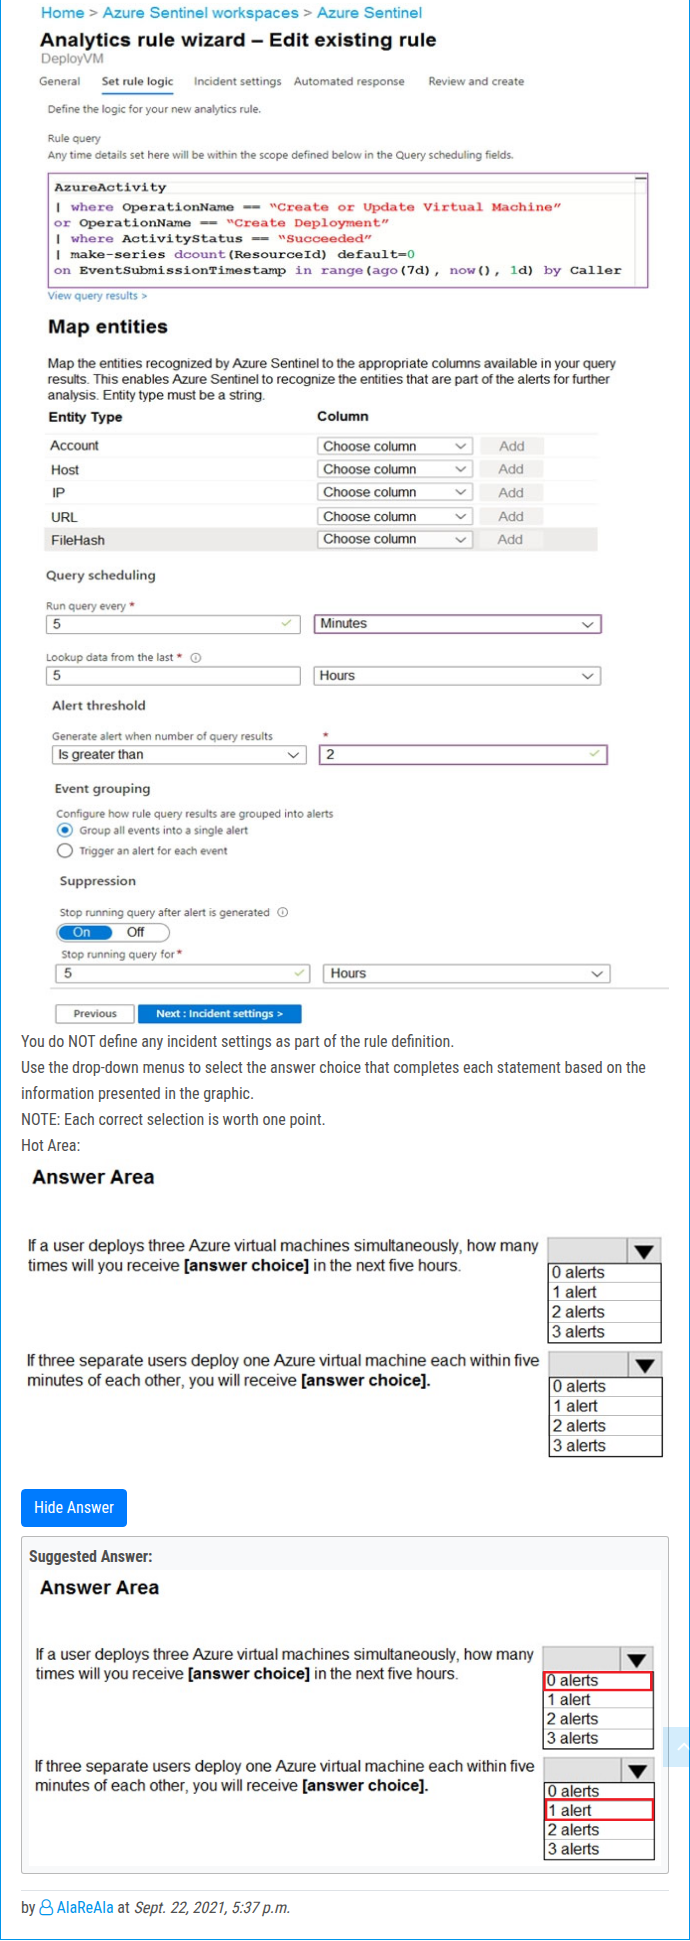 Home > Azure Sentinel workspaces > Azure Sentinel
Analytics rule wizard – Edit existing rule
DeployVM
General Set rule logic Incident settings Automated response Review and create
Define the logic for your new analytics rule.
Rule query
Any time details set here will be within the scope defined below in the Query scheduling fields.
AzureActivity
| where OperationName == “Create or Update Virtual Machine”
or OperationName == “Create Deployment”
| where ActivityStatus == “Succeeded”
| make-series dcount(ResourceId) default=0
on EventSubmissionTimestamp in range(ago(7d), now(), 1d) by Caller
View query results >
Map entities
Map the entities recognized by Azure Sentinel to the appropriate columns available in your query
results. This enables Azure Sentinel to recognize the entities that are part of the alerts for further
analysis. Entity type must be a string.
Entity Type Column
Account Choose column Add
Host Choose column Add
IP Choose column Add
URL Choose column Add
FileHash Choose column Add
Query scheduling
Run query every *
5 Minutes
Lookup data from the last *
5 Hours
Alert threshold
Generate alert when number of query results *
Is greater than 2
Event grouping
Configure how rule query results are grouped into alerts
Group all events into a single alert
Trigger an alert for each event
Suppression
Stop running query after alert is generated
On Off
Stop running query for *
5 Hours
Previous Next : Incident settings >
You do NOT define any incident settings as part of the rule definition.
Use the drop-down menus to select the answer choice that completes each statement based on the
information presented in the graphic.
NOTE: Each correct selection is worth one point.
Hot Area:
Answer Area
If a user deploys three Azure virtual machines simultaneously, how many
times will you receive [answer choice] in the next five hours.
0 alerts
1 alert
2 alerts
3 alerts
If three separate users deploy one Azure virtual machine each within five
minutes of each other, you will receive [answer choice].
0 alerts
1 alert
2 alerts
3 alerts
Hide Answer
Suggested Answer:
Answer Area
If a user deploys three Azure virtual machines simultaneously, how many
times will you receive [answer choice] in the next five hours.
0 alerts
1 alert
2 alerts
3 alerts
If three separate users deploy one Azure virtual machine each within five
minutes of each other, you will receive [answer choice].
0 alerts
1 alert
2 alerts
3 alerts
by AlaReAla at Sept. 22, 2021, 5:37 p.m.